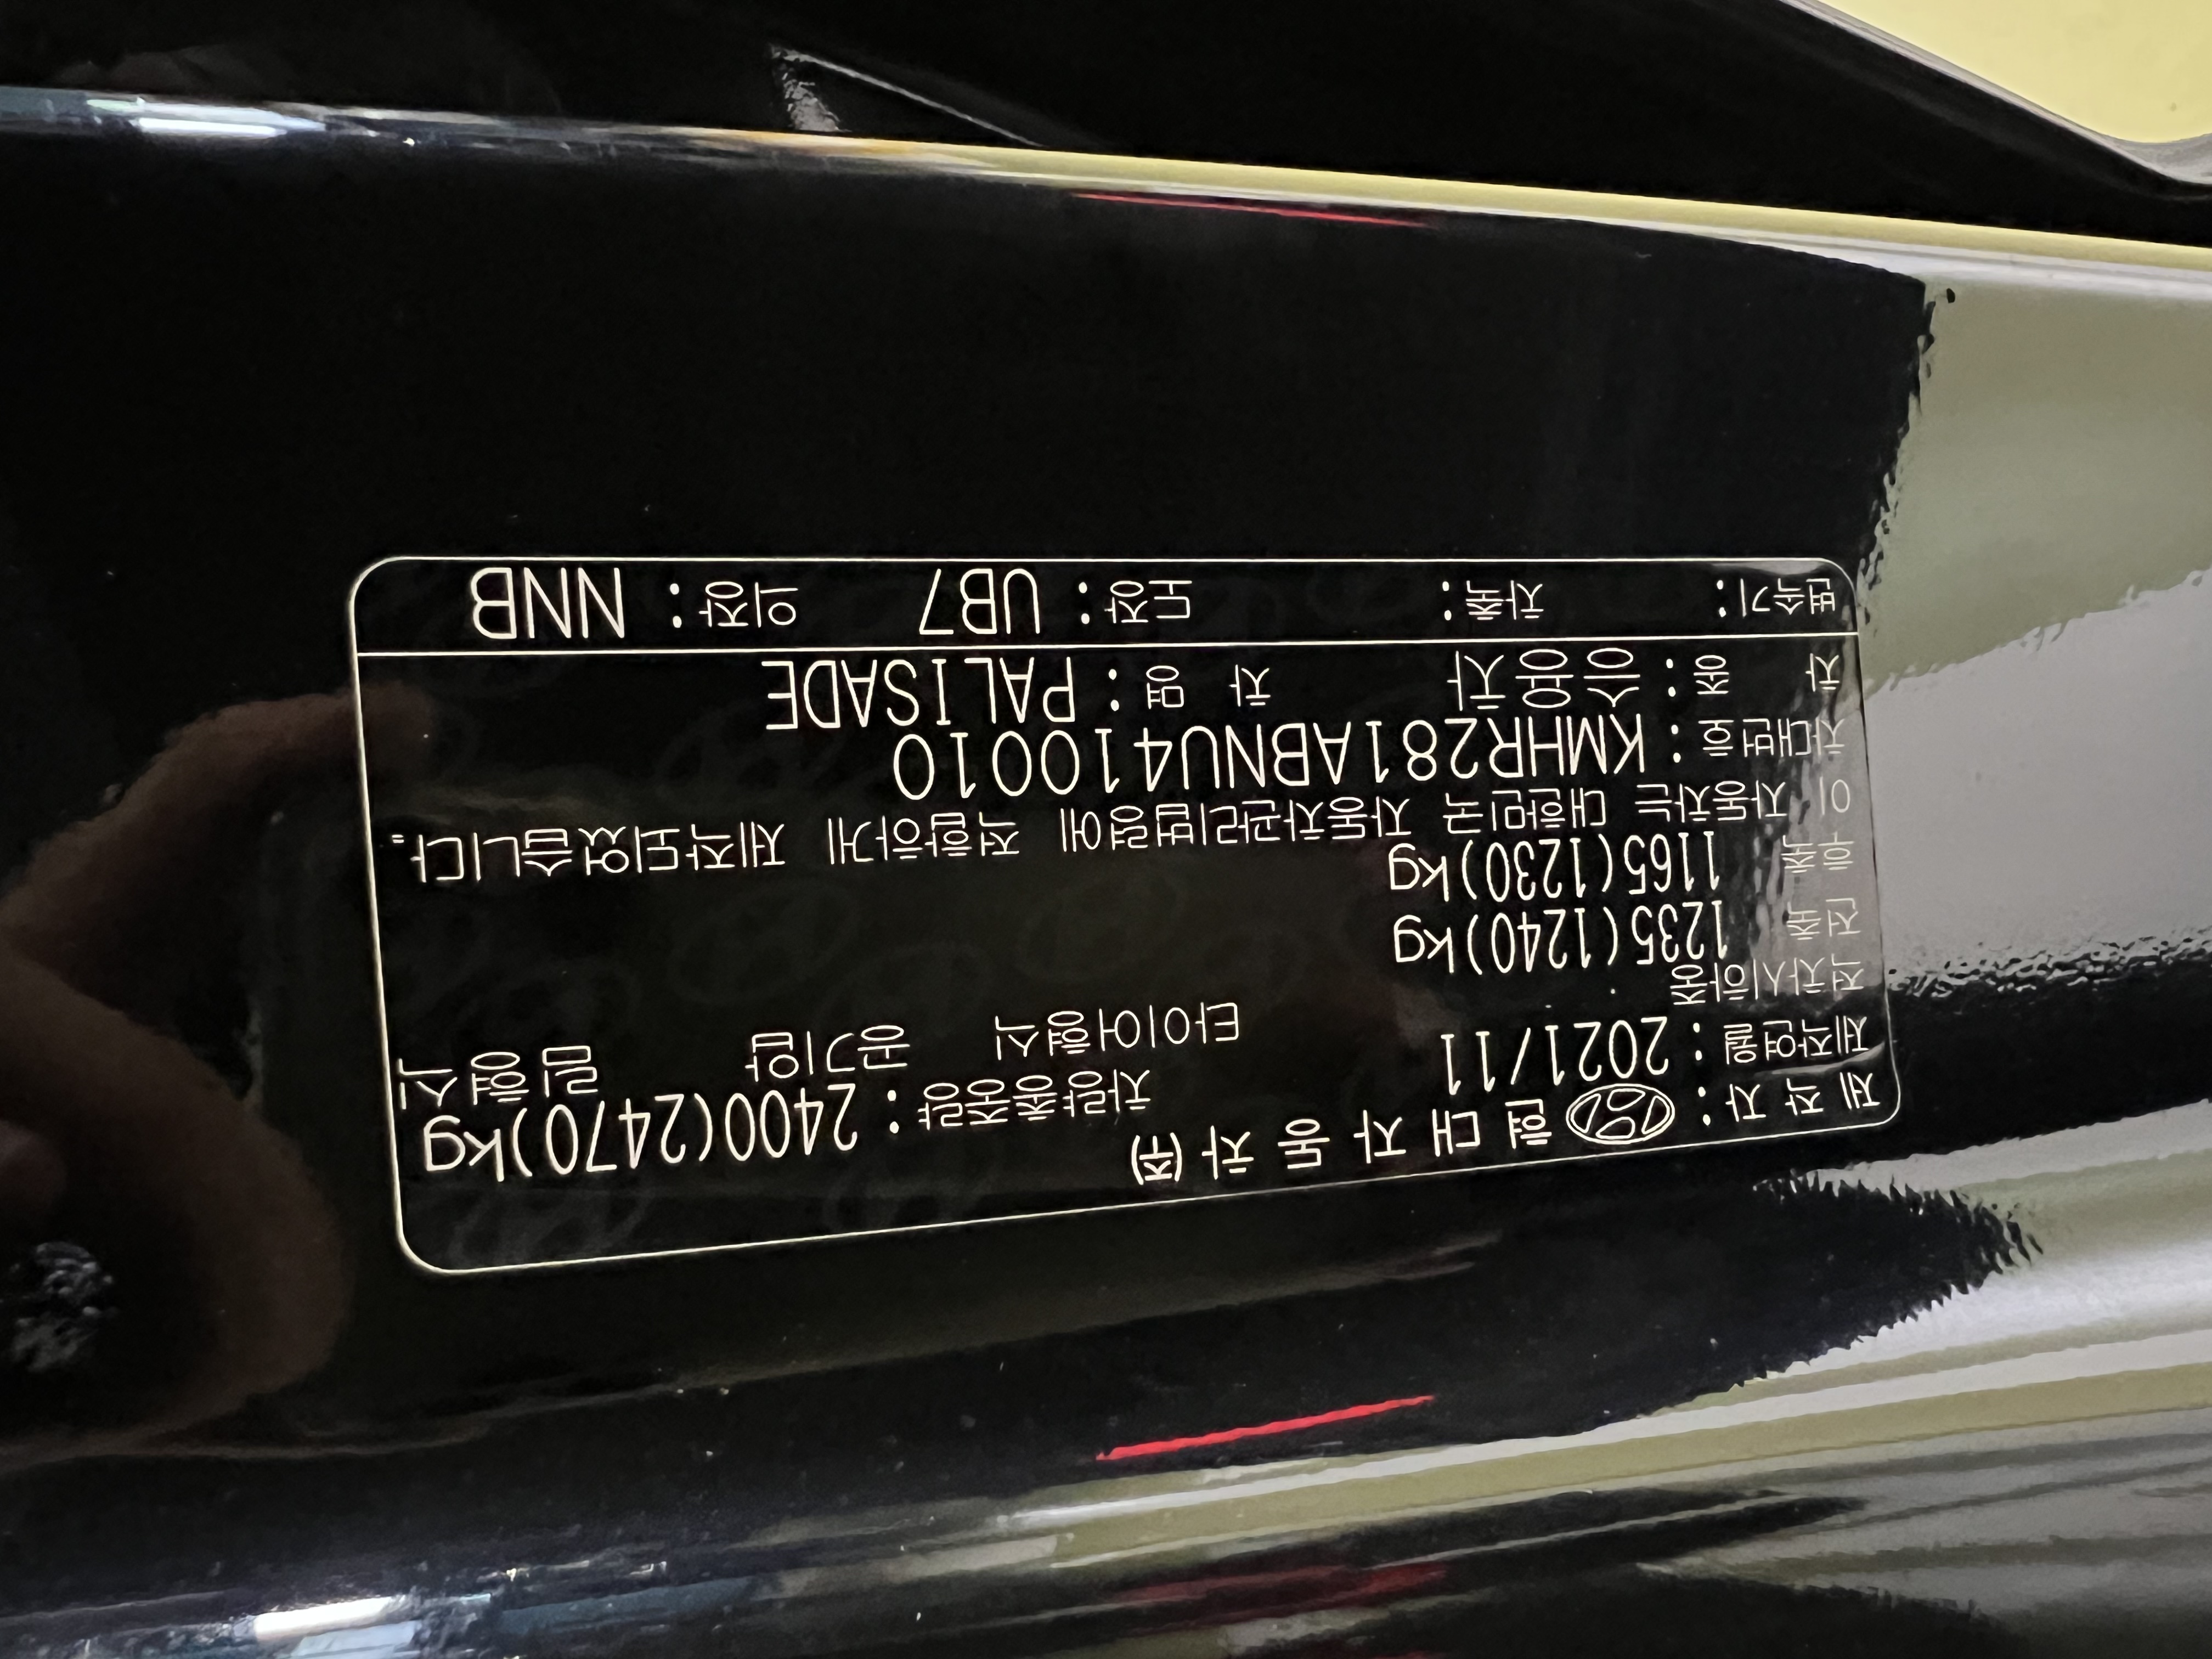 제 작 자 : 현 대 자 동 차 (주)
제작연월 : 2021/11 차량총중량 : 2400(2470)kg
적차시하중 타이어형식 공기압 림 형식
전 축 1235(1240)kg
후 축 1165(1230)kg
이 자동차는 대한민국 자동차관리법령에 적합하게 제작되었습니다.
차대번호 : KMHR281ABNU410010
차 종 : 승용차 차 명 : PALISADE
변속기 : 차축 : 도장 : UB7 의장 : NNB